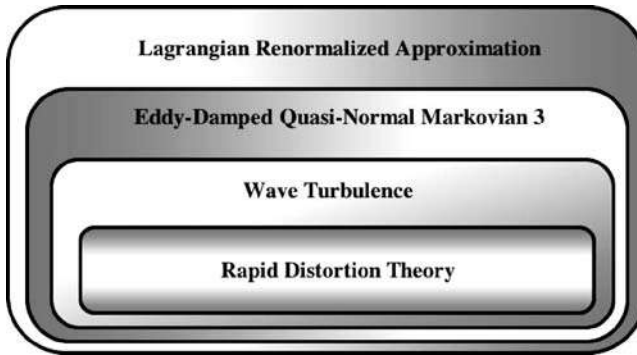 Lagrangian Renormalized Approximation
Eddy-Damped Quasi-Normal Markovian 3
Wave Turbulence
Rapid Distortion Theory